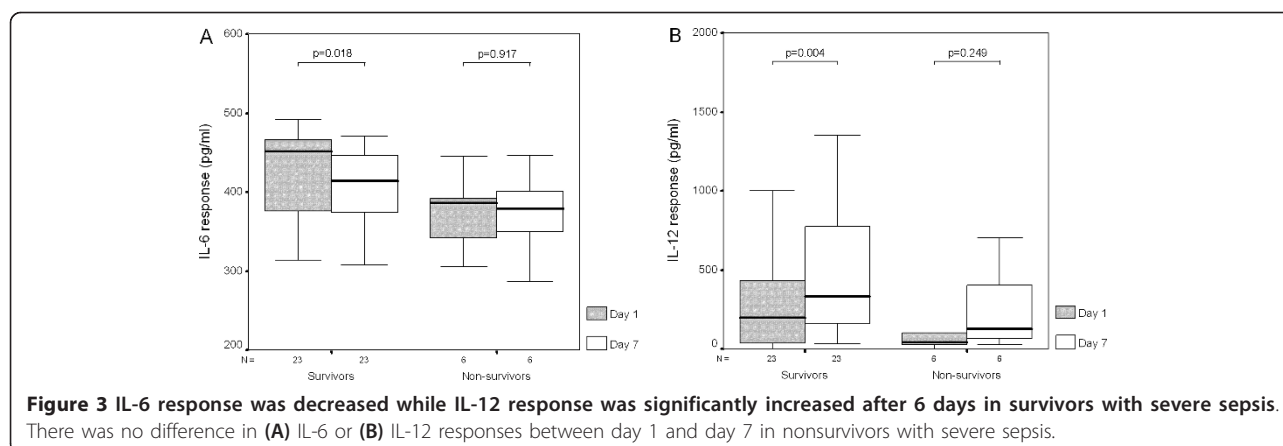 A
600
500
400
300
200
IL-6 response (pg/ml)
p=0.018
p=0.917
N =
23
23
6
6
Survivors
Non-survivors
Day 1
Day 7
B
2000
1500
1000
500
0
IL-12 response (pg/ml)
p=0.004
p=0.249
N =
23
23
6
6
Survivors
Non-survivors
Day 1
Day 7
Figure 3 IL-6 response was decreased while IL-12 response was significantly increased after 6 days in survivors with severe sepsis.
There was no difference in (A) IL-6 or (B) IL-12 responses between day 1 and day 7 in nonsurvivors with severe sepsis.